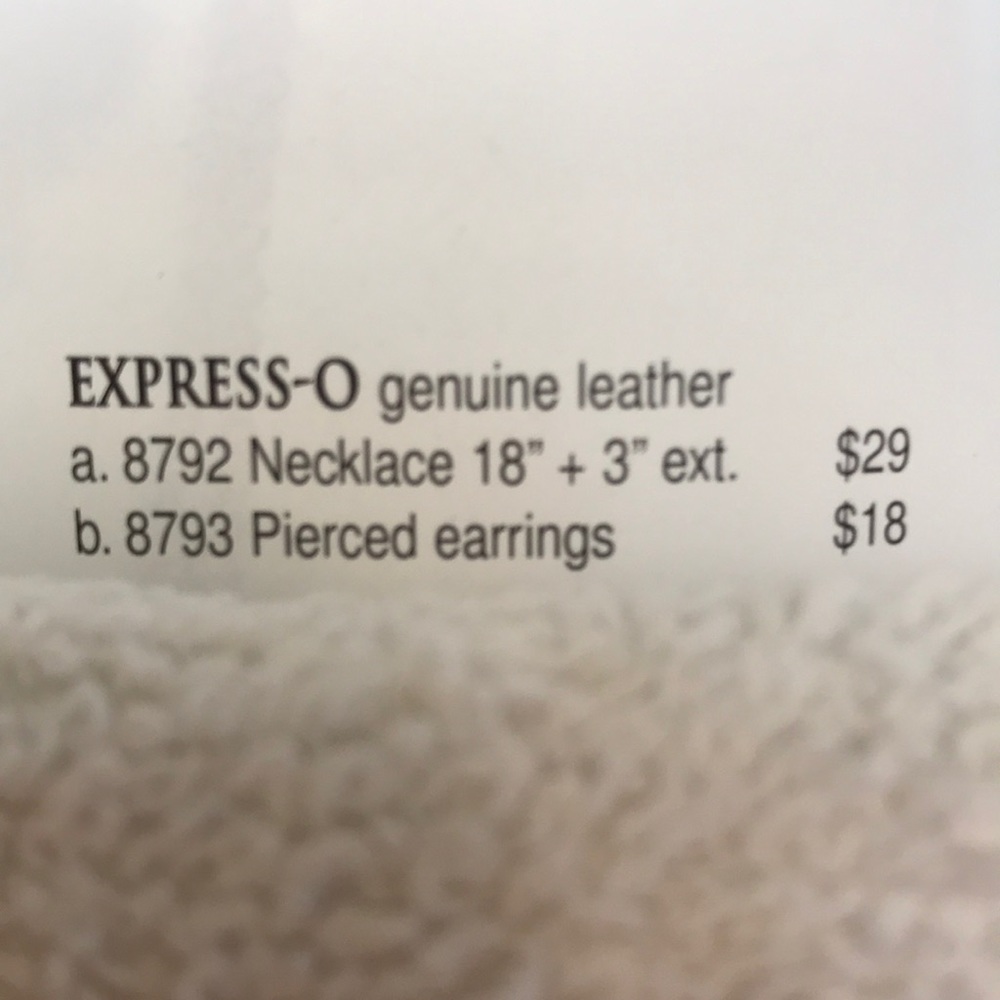 EXPRESS-O genuine leather
a. 8792 Necklace 18” + 3” ext. $29
b. 8793 Pierced earrings $18